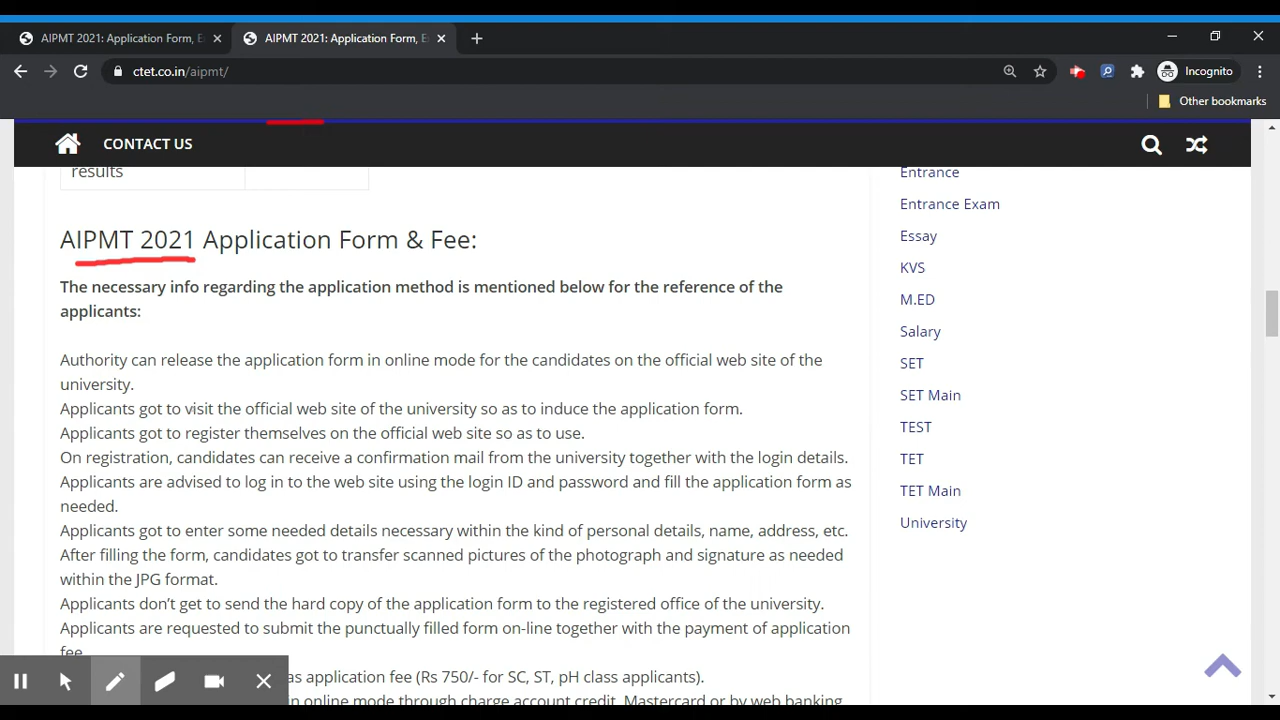 AIPMT 2021: Application Form, E
AIPMT 2021: Application Form, E
ctet.co.in/aipmt/
Incognito
Other bookmarks
CONTACT US
results
AIPMT 2021 Application Form & Fee:
The necessary info regarding the application method is mentioned below for the reference of the
applicants:
Authority can release the application form in online mode for the candidates on the official web site of the
university.
Applicants got to visit the official web site of the university so as to induce the application form.
Applicants got to register themselves on the official web site so as to use.
On registration, candidates can receive a confirmation mail from the university together with the login details.
Applicants are advised to log in to the web site using the login ID and password and fill the application form as
needed.
Applicants got to enter some needed details necessary within the kind of personal details, name, address, etc.
After filling the form, candidates got to transfer scanned pictures of the photograph and signature as needed
within the JPG format.
Applicants don't get to send the hard copy of the application form to the registered office of the university.
Applicants are requested to submit the punctually filled form on-line together with the payment of application
fee
as application fee (Rs 750/- for SC, ST, pH class applicants).
in online mode through charge account credit, Mastercard or by web banking
Entrance
Entrance Exam
Essay
KVS
M.ED
Salary
SET
SET Main
TEST
TET
TET Main
University